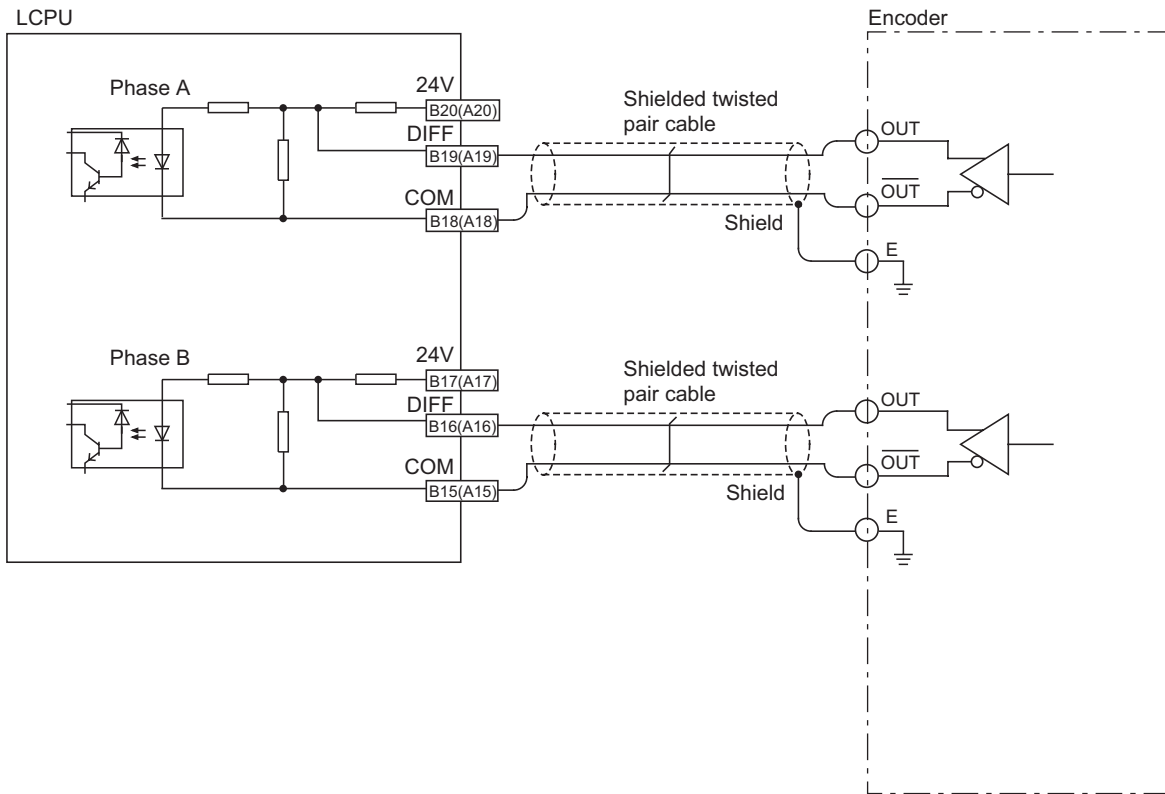 LCPU
Encoder
Phase A
24V
B20(A20)
DIFF
B19(A19)
COM
B18(A18)
Shielded twisted
pair cable
Shield
OUT
OUT
E
Phase B
24V
B17(A17)
DIFF
B16(A16)
COM
B15(A15)
Shielded twisted
pair cable
Shield
OUT
OUT
E